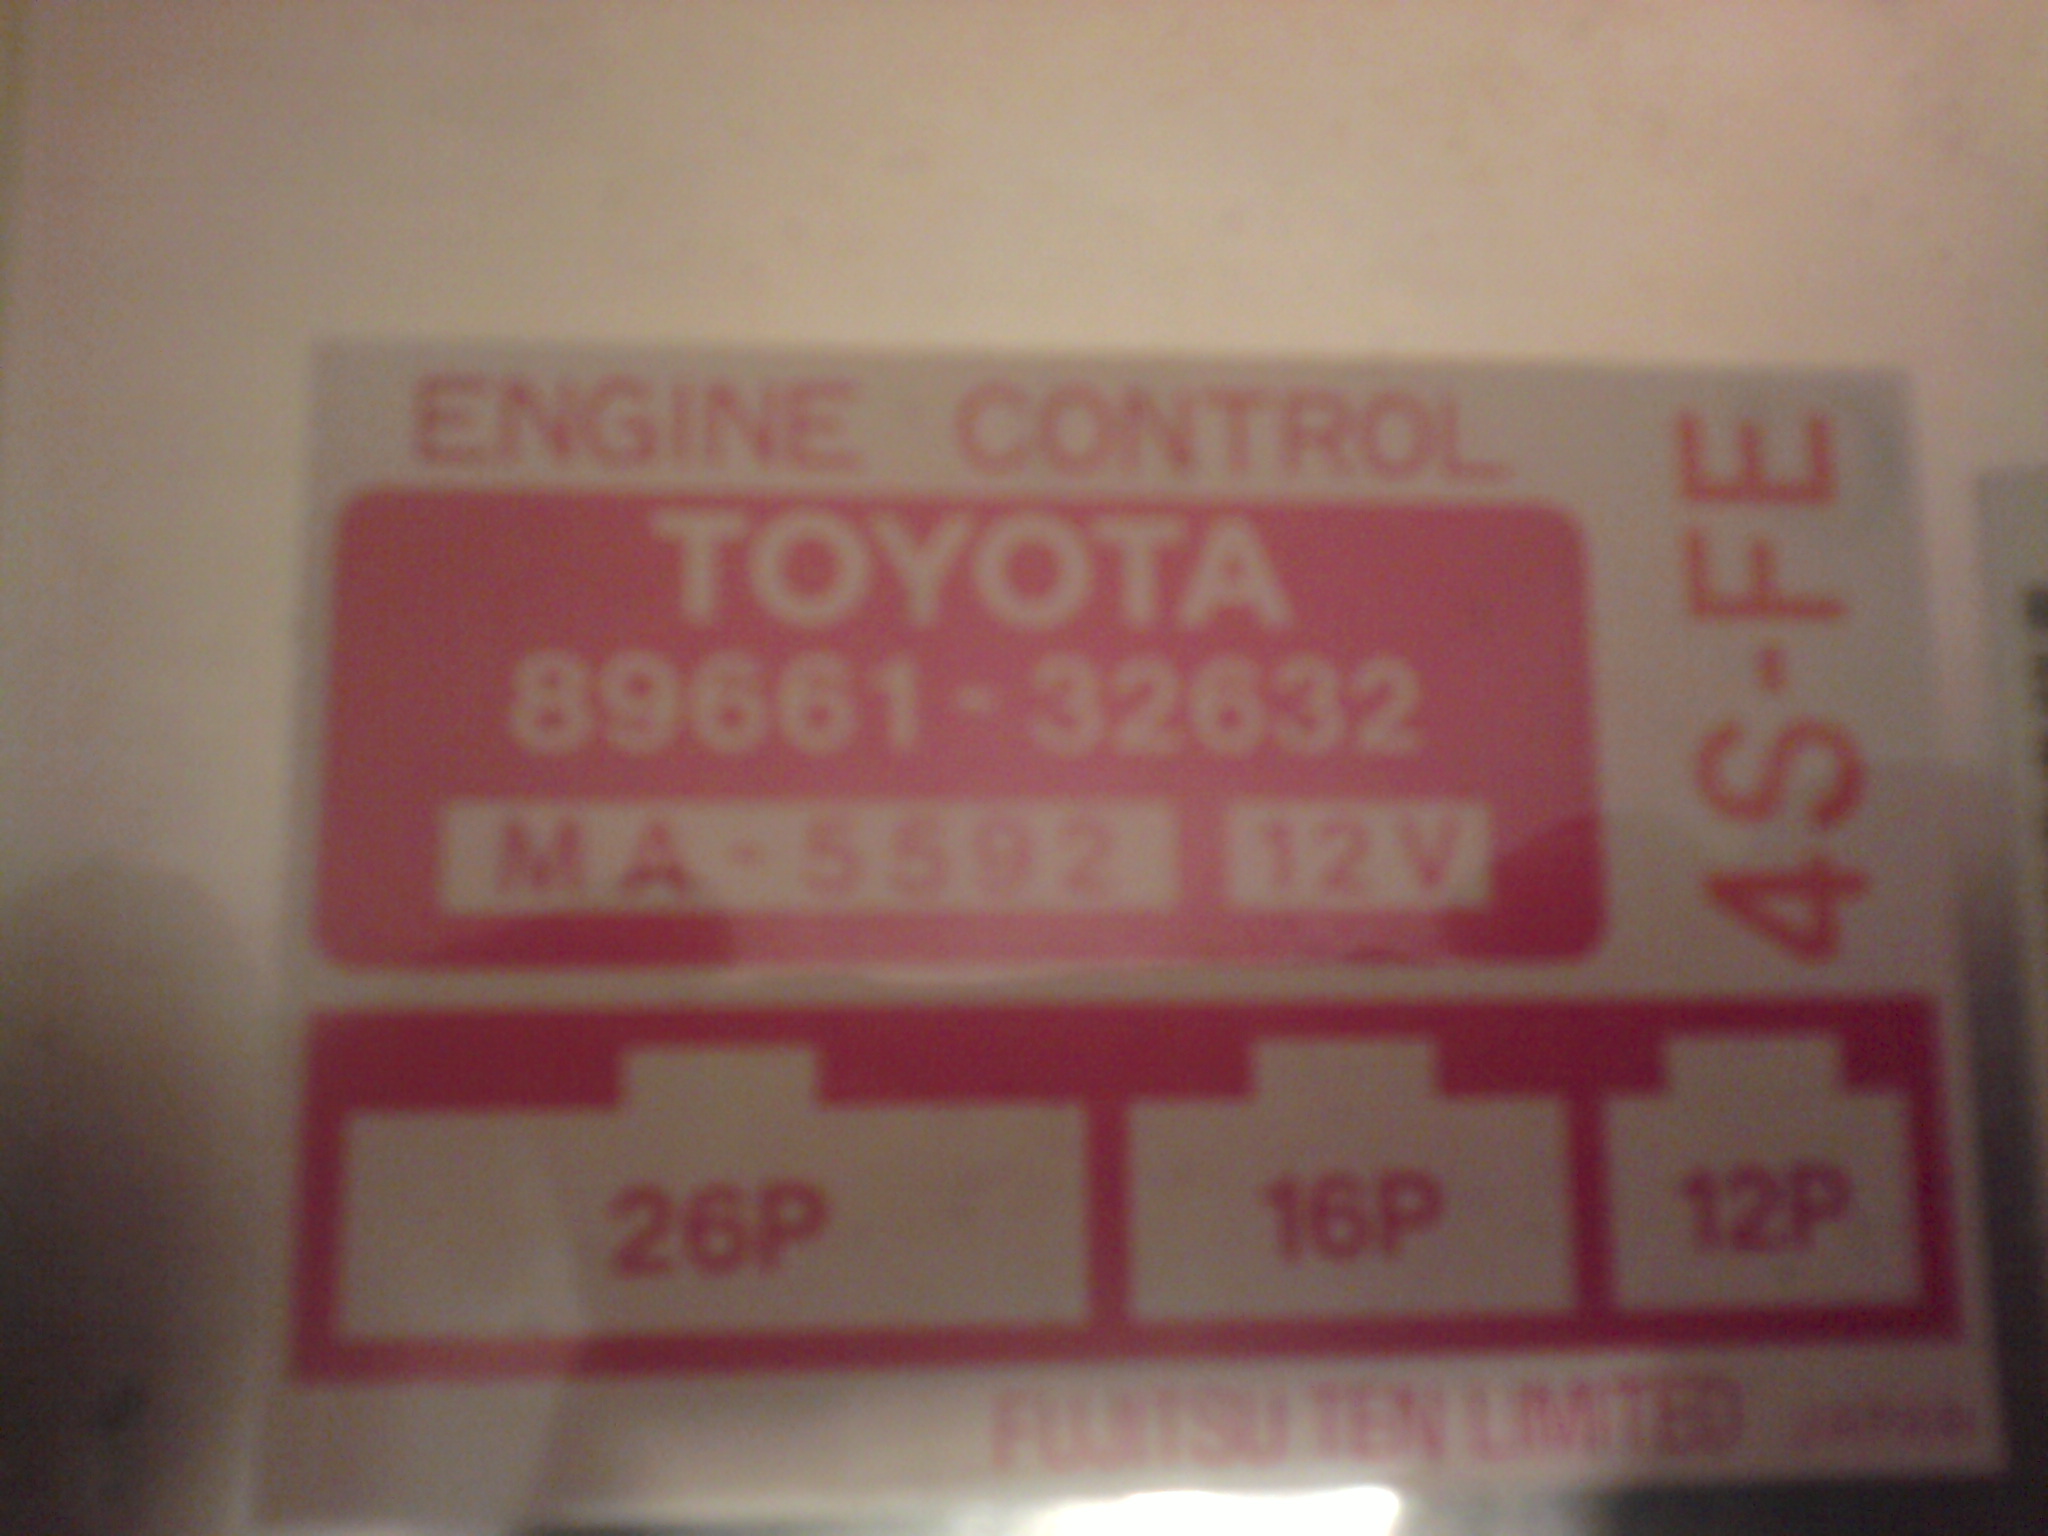 ENGINE CONTROL
TOYOTA
89661-32632
MA-5592 12V
4S-FE
26P 16P 12P
FUJITSU TEN LIMITED